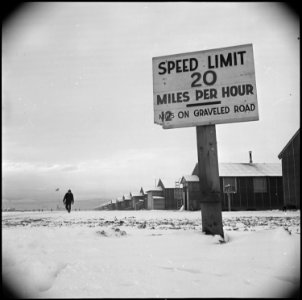 SPEED LIMIT
20
MILES PER HOUR
ON GRAVELED ROAD